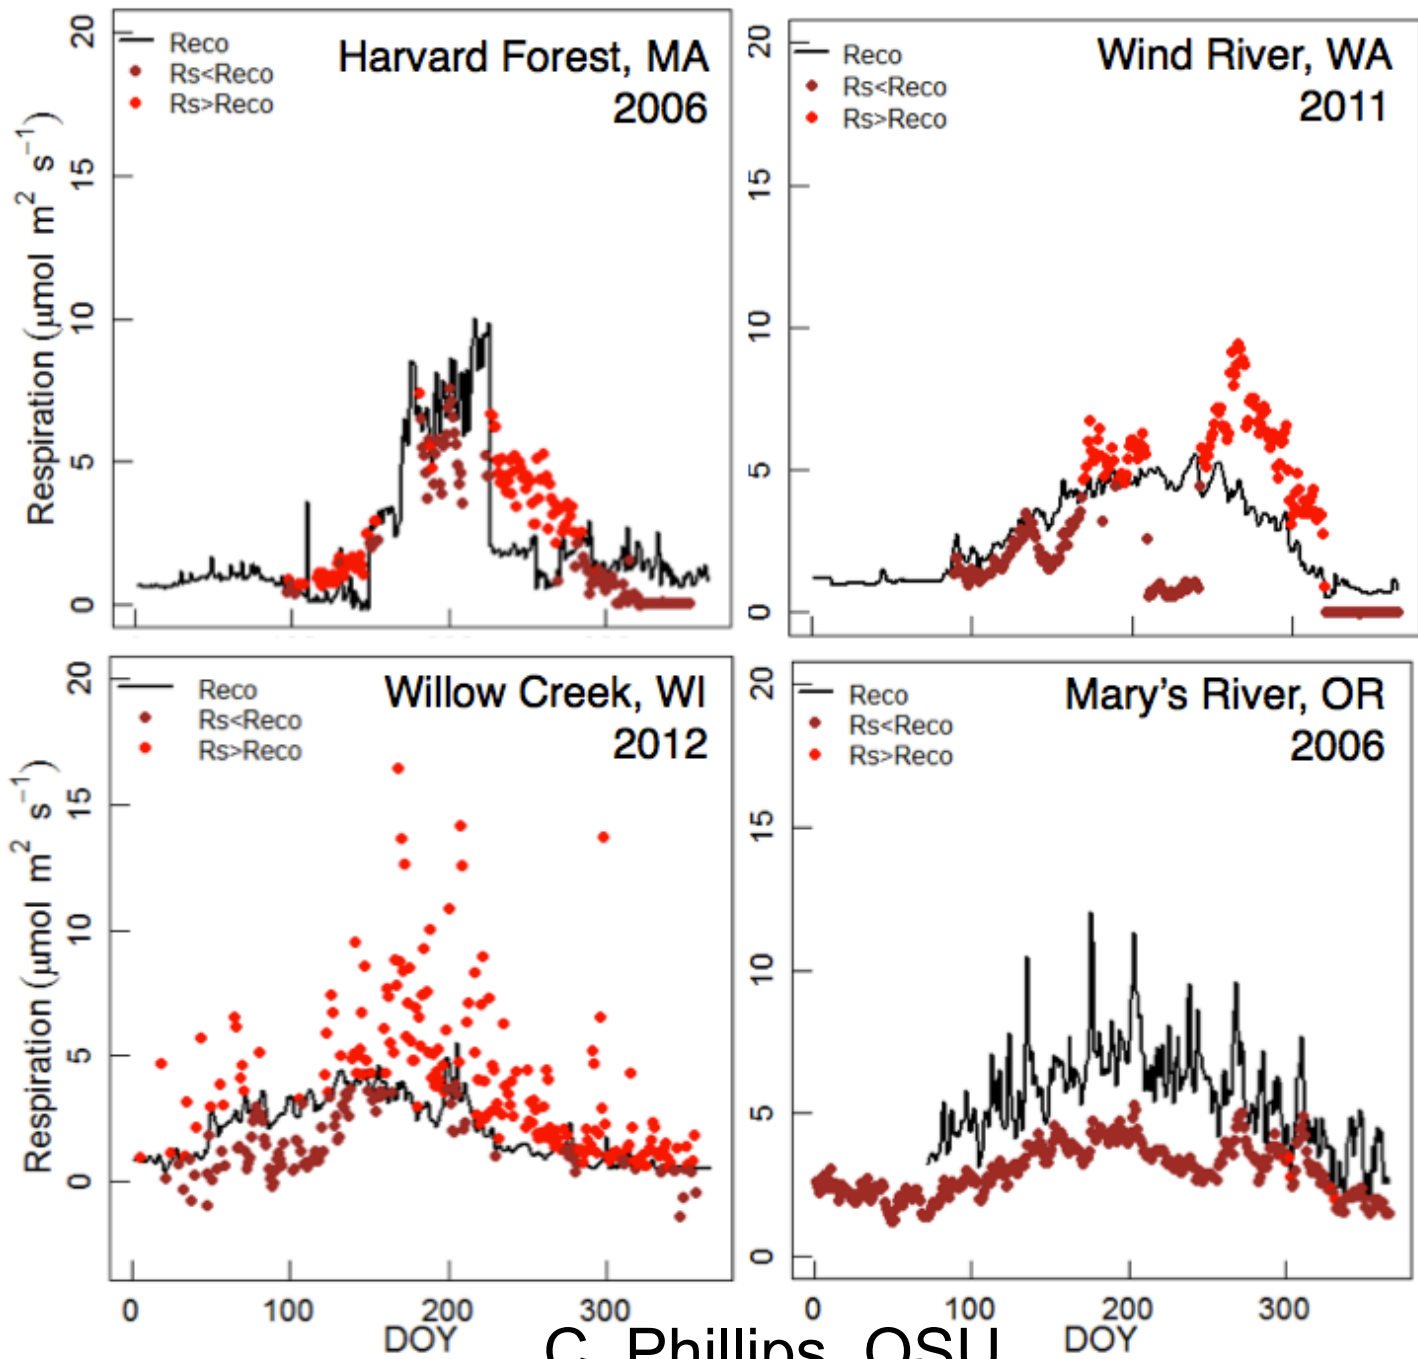 Harvard Forest, MA
2006
Reco
Rs<Reco
Rs>Reco
20
15
10
5
0
Respiration (μmol m² s⁻¹)
Wind River, WA
2011
Reco
Rs<Reco
Rs>Reco
20
15
10
5
0
Willow Creek, WI
2012
Reco
Rs<Reco
Rs>Reco
20
15
10
5
0
Respiration (μmol m² s⁻¹)
0 100 200 300
DOY
Mary's River, OR
2006
Reco
Rs<Reco
Rs>Reco
20
15
10
5
0
0 100 200 300
DOY
C. Phillips, OSU